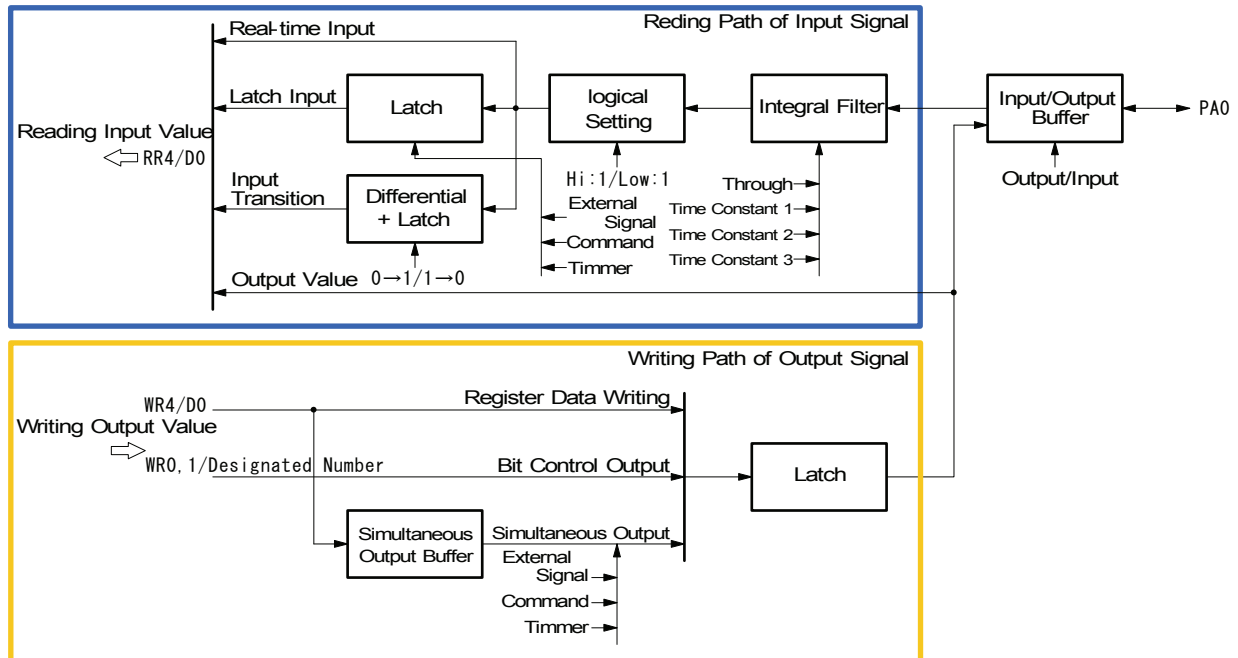 Reding Path of Input Signal
Real-time Input
Latch Input
Latch
logical
Setting
Integral Filter
Input/Output
Buffer
PA0
Reading Input Value
RR4/D0
Input
Transition
Differential
+ Latch
Hi:1/Low:1
External
Signal
Command
Timmer
Through
Time Constant 1
Time Constant 2
Time Constant 3
Output/Input
Output Value
0→1/1→0
Writing Path of Output Signal
WR4/D0
Register Data Writing
Writing Output Value
WR0,1/Designated Number
Bit Control Output
Latch
Simultaneous
Output Buffer
Simultaneous Output
External
Signal
Command
Timmer